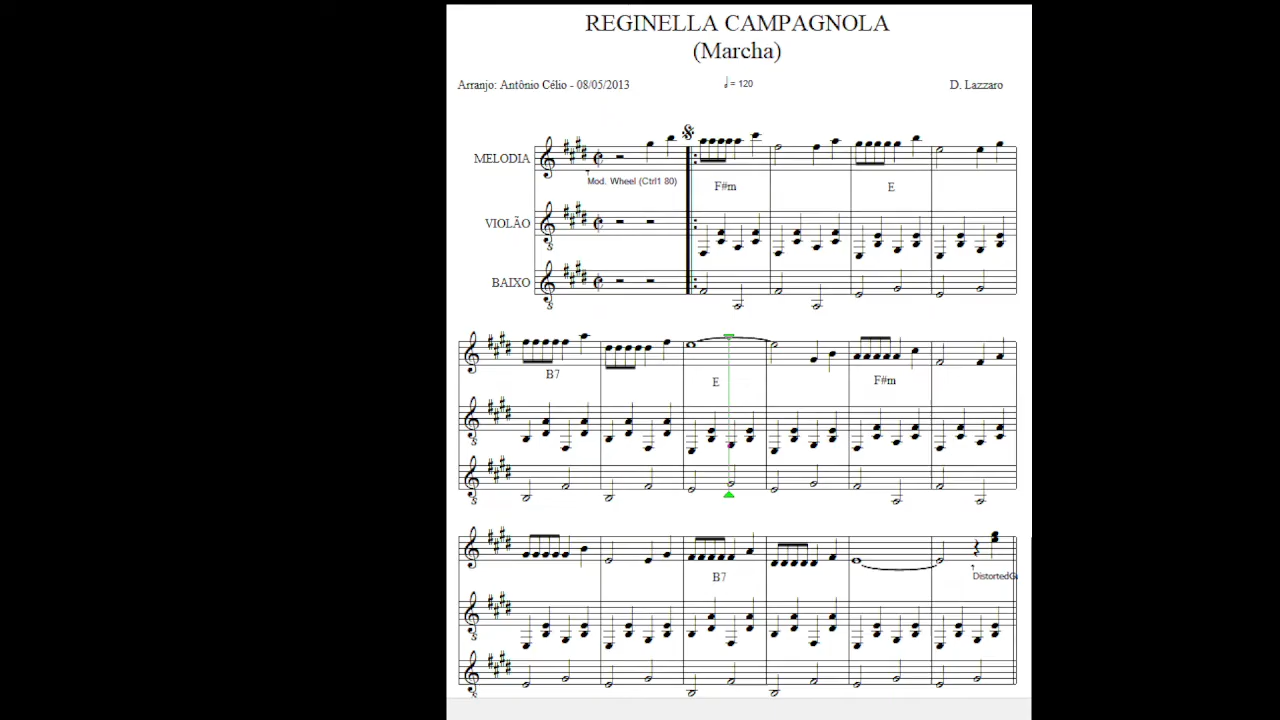 REGINELLA CAMPAGNOLA
(Marcha)
Arranjo: Antônio Célio - 08/05/2013
= 120
D. Lazzaro
MELODIA
Mod. Wheel (Ctrl1 80)
F#m
E
VIOLÃO
BAIXO
B7
E
F#m
B7